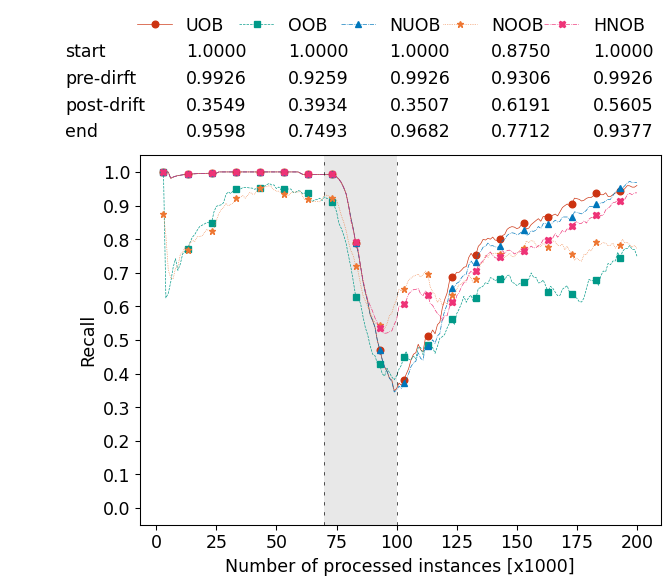 UOB OOB NUOB NOOB HNOB
start 1.0000 1.0000 1.0000 0.8750 1.0000
pre-dirft 0.9926 0.9259 0.9926 0.9306 0.9926
post-drift 0.3549 0.3934 0.3507 0.6191 0.5605
end 0.9598 0.7493 0.9682 0.7712 0.9377
1.0
0.9
0.8
0.7
0.6
0.5
0.4
0.3
0.2
0.1
0.0
Recall
0 25 50 75 100 125 150 175 200
Number of processed instances [x1000]